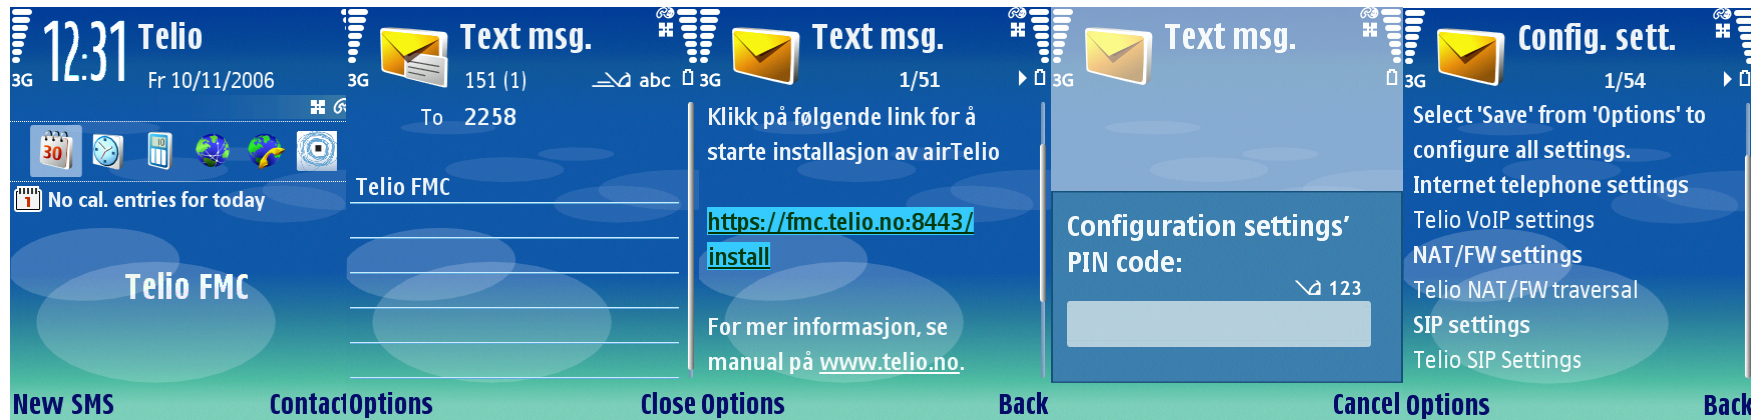 12:31
Telio
3G
Fr 10/11/2006
30
10
1
No cal. entries for today
Telio FMC
New SMS
Contact
Text msg.
3G
151 (1)
abc
To
2258
Telio FMC
Options
Close
Text msg.
3G
1/51
Klikk på følgende link for å
starte installasjon av airTelio
https://fmc.telio.no:8443/
install
For mer informasjon, se
manual på www.telio.no.
Options
Back
Text msg.
3G
Configuration settings'
PIN code:
123
Cancel
Config. sett.
3G
1/54
Select 'Save' from 'Options' to
configure all settings.
Internet telephone settings
Telio VoIP settings
NAT/FW settings
Telio NAT/FW traversal
SIP settings
Telio SIP Settings
Options
Back